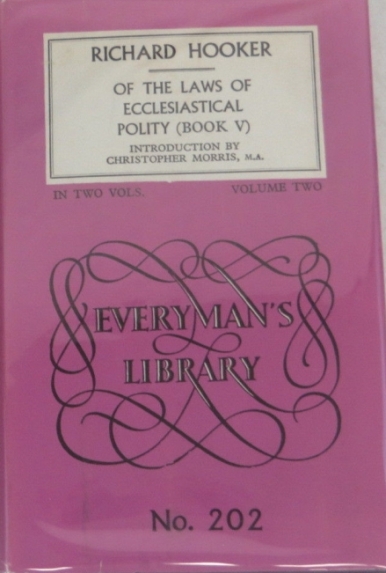 RICHARD HOOKER
OF THE LAWS OF
ECCLESIASTICAL
POLITY (BOOK V)
INTRODUCTION BY
CHRISTOPHER MORRIS, M.A.
IN TWO VOLS. VOLUME TWO
EVERYMAN'S
LIBRARY
No. 202